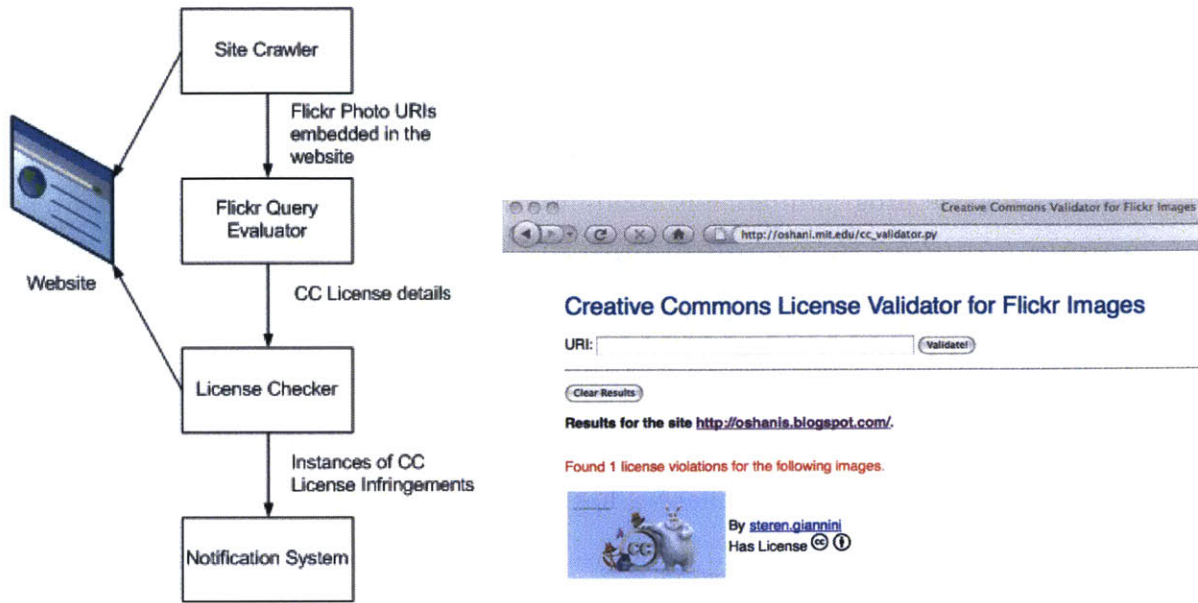 Site Crawler
Flickr Photo URIs
embedded in the
website
Flickr Query
Evaluator
Website
CC License details
License Checker
Instances of CC
License Infringements
Notification System
Creative Commons Validator for Flickr Images
http://oshani.mit.edu/cc_validator.py
Creative Commons License Validator for Flickr Images
URI:
Validate!
Clear Results
Results for the site http://oshanis.blogspot.com/.
Found 1 license violations for the following images.
CC
By steren.giannini
Has License cc